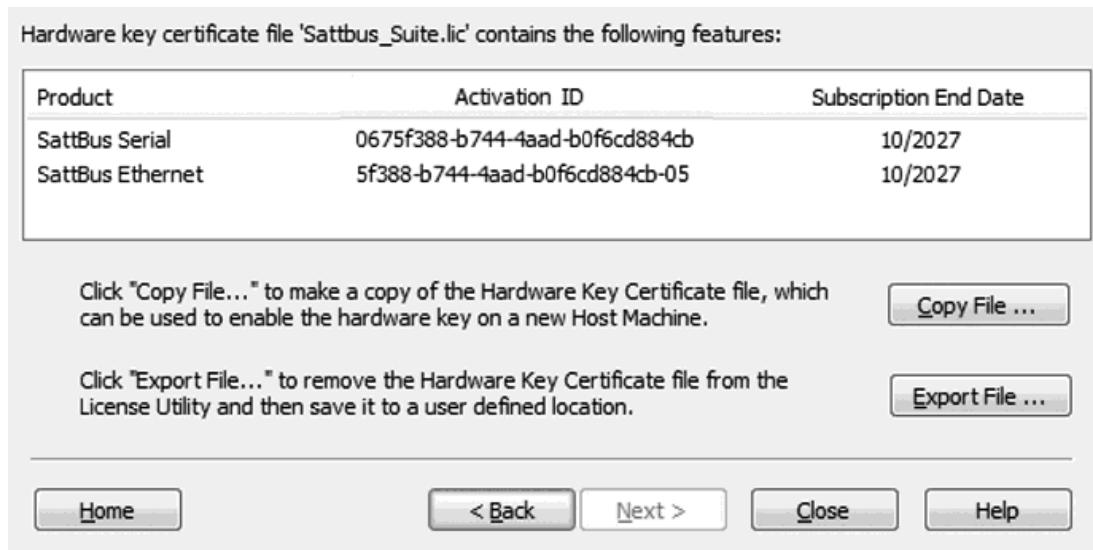 Hardware key certificate file 'Sattbus_Suite.lic' contains the following features:
Product Activation ID Subscription End Date
SattBus Serial 0675f388-b744-4aad-b0f6cd884cb 10/2027
SattBus Ethernet 5f388-b744-4aad-b0f6cd884cb-05 10/2027
Click "Copy File..." to make a copy of the Hardware Key Certificate file, which
can be used to enable the hardware key on a new Host Machine.
Copy File ...
Click "Export File..." to remove the Hardware Key Certificate file from the
License Utility and then save it to a user defined location.
Export File ...
Home < Back Next > Close Help